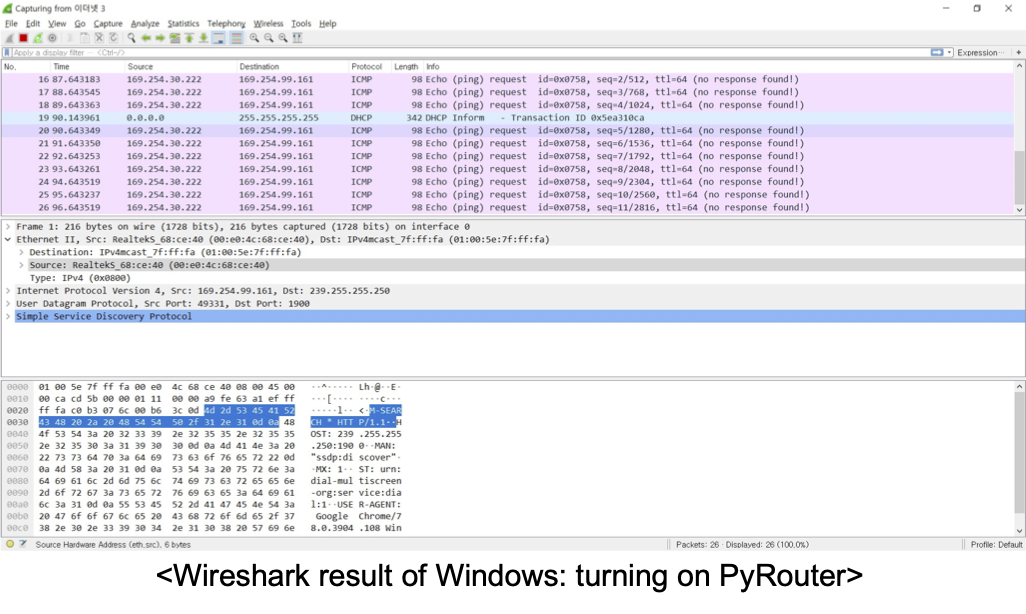 Capturing from 이더넷 3
File Edit View Go Capture Analyze Statistics Telephony Wireless Tools Help
Apply a display filter ... <Ctrl-/>
Expression... +
No. Time Source Destination Protocol Length Info
16 87.643183 169.254.30.222 169.254.99.161 ICMP 98 Echo (ping) request id=0x0758, seq=2/512, ttl=64 (no response found!)
17 88.643545 169.254.30.222 169.254.99.161 ICMP 98 Echo (ping) request id=0x0758, seq=3/768, ttl=64 (no response found!)
18 89.643363 169.254.30.222 169.254.99.161 ICMP 98 Echo (ping) request id=0x0758, seq=4/1024, ttl=64 (no response found!)
19 90.143961 0.0.0.0 255.255.255.255 DHCP 342 DHCP Inform - Transaction ID 0x5ea310ca
20 90.643349 169.254.30.222 169.254.99.161 ICMP 98 Echo (ping) request id=0x0758, seq=5/1280, ttl=64 (no response found!)
21 91.643350 169.254.30.222 169.254.99.161 ICMP 98 Echo (ping) request id=0x0758, seq=6/1536, ttl=64 (no response found!)
22 92.643253 169.254.30.222 169.254.99.161 ICMP 98 Echo (ping) request id=0x0758, seq=7/1792, ttl=64 (no response found!)
23 93.643261 169.254.30.222 169.254.99.161 ICMP 98 Echo (ping) request id=0x0758, seq=8/2048, ttl=64 (no response found!)
24 94.643519 169.254.30.222 169.254.99.161 ICMP 98 Echo (ping) request id=0x0758, seq=9/2304, ttl=64 (no response found!)
25 95.643237 169.254.30.222 169.254.99.161 ICMP 98 Echo (ping) request id=0x0758, seq=10/2560, ttl=64 (no response found!)
26 96.643519 169.254.30.222 169.254.99.161 ICMP 98 Echo (ping) request id=0x0758, seq=11/2816, ttl=64 (no response found!)
Frame 1: 216 bytes on wire (1728 bits), 216 bytes captured (1728 bits) on interface 0
Ethernet II, Src: RealtekS_68:ce:40 (00:e0:4c:68:ce:40), Dst: IPv4mcast_7f:ff:fa (01:00:5e:7f:ff:fa)
Destination: IPv4mcast_7f:ff:fa (01:00:5e:7f:ff:fa)
Source: RealtekS_68:ce:40 (00:e0:4c:68:ce:40)
Type: IPv4 (0x0800)
Internet Protocol Version 4, Src: 169.254.99.161, Dst: 239.255.255.250
User Datagram Protocol, Src Port: 49331, Dst Port: 1900
Simple Service Discovery Protocol
0000 01 00 5e 7f ff fa 00 e0 4c 68 ce 40 08 00 45 00 ..^..... Lh.@..E.
0010 00 ca cd 5b 00 00 01 11 00 00 a9 fe 63 a1 ef ff ...[.... ....c...
0020 ff fa c0 b3 07 6c 00 b6 3c 0d 4d 2d 53 45 41 52 .....l.. <.M-SEAR
0030 43 48 20 2a 20 48 54 54 50 2f 31 2e 31 0d 0a 48 CH * HTT P/1.1..H
0040 4f 53 54 3a 20 32 33 39 2e 32 35 35 2e 32 35 35 OST: 239 .255.255
0050 2e 32 35 30 3a 31 39 30 30 0d 0a 4d 41 4e 3a 20 .250:190 0..MAN:
0060 22 73 73 64 70 3a 64 69 73 63 6f 76 65 72 22 0d "ssdp:di scover".
0070 0a 4d 58 3a 20 31 0d 0a 53 54 3a 20 75 72 6e 3a .MX: 1.. ST: urn:
0080 64 69 61 6c 2d 6d 75 6c 74 69 73 63 72 65 65 6e dial-mul tiscreen
0090 2d 6f 72 67 3a 73 65 72 76 69 63 65 3a 64 69 61 -org:ser vice:dia
00a0 6c 3a 31 0d 0a 55 53 45 52 2d 41 47 45 4e 54 3a l:1..USE R-AGENT:
00b0 20 47 6f 6f 67 6c 65 20 43 68 72 6f 6d 65 2f 37 Google Chrome/7
00c0 38 2e 30 2e 33 39 30 34 2e 31 30 38 20 57 69 6e 8.0.3904 .108 Win
Source Hardware Address (eth.src), 6 bytes
Packets: 26 · Displayed: 26 (100.0%)
Profile: Default
<Wireshark result of Windows: turning on PyRouter>